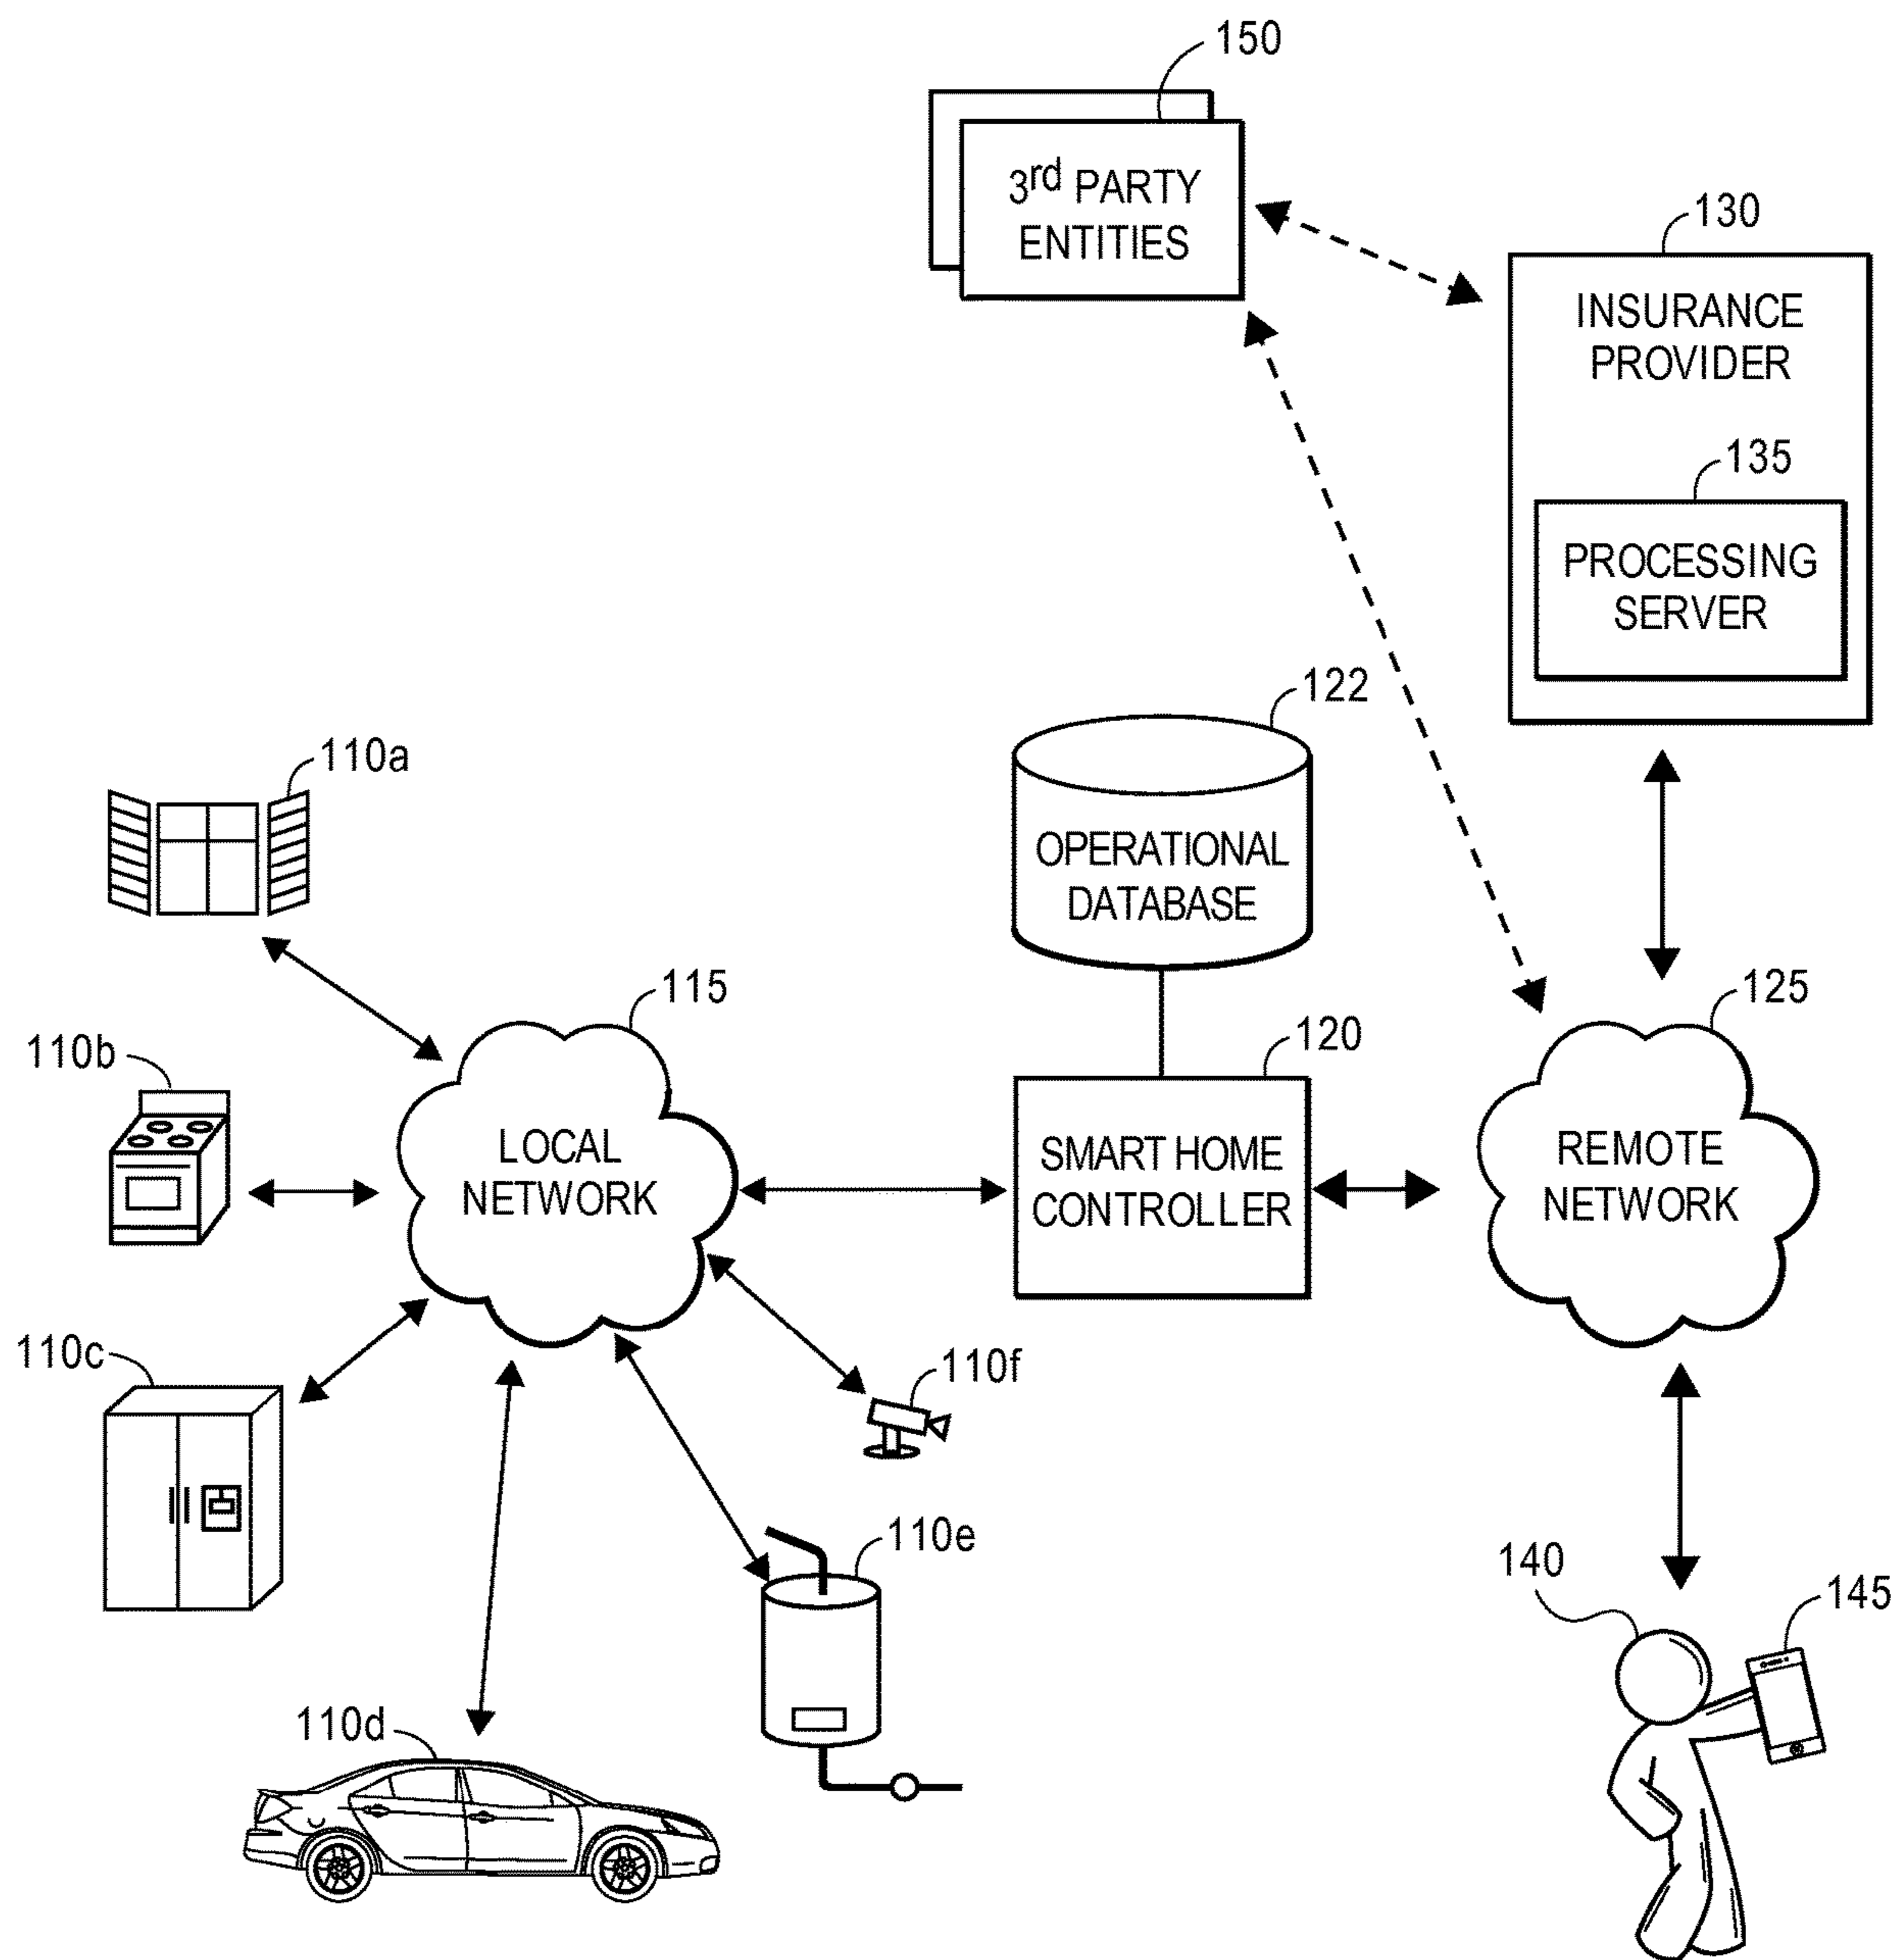 150
3rd PARTY
ENTITIES
130
INSURANCE
PROVIDER
135
PROCESSING
SERVER
122
OPERATIONAL
DATABASE
110a
115
125
110b
120
LOCAL
NETWORK
SMART HOME
CONTROLLER
REMOTE
NETWORK
110c
110f
110e
140
145
110d